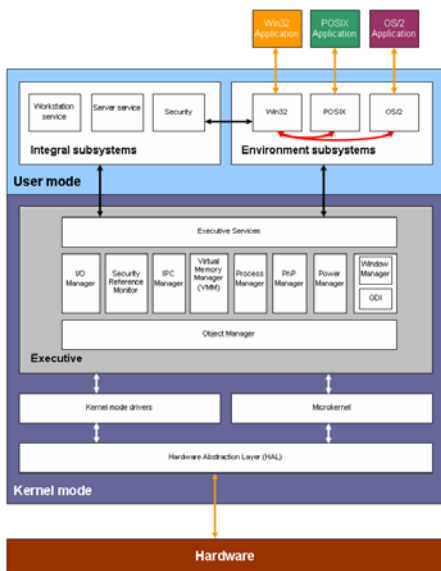 Win32
Application
POSIX
Application
OS/2
Application
Workstation
service
Server service
Security
Win32
POSIX
OS/2
Integral subsystems
Environment subsystems
User mode
Executive Services
I/O
Manager
Security
Reference
Monitor
IPC
Manager
Virtual
Memory
Manager
(VMM)
Process
Manager
PnP
Manager
Power
Manager
Window
Manager
GDI
Object Manager
Executive
Kernel mode drivers
Microkernel
Hardware Abstraction Layer (HAL)
Kernel mode
Hardware